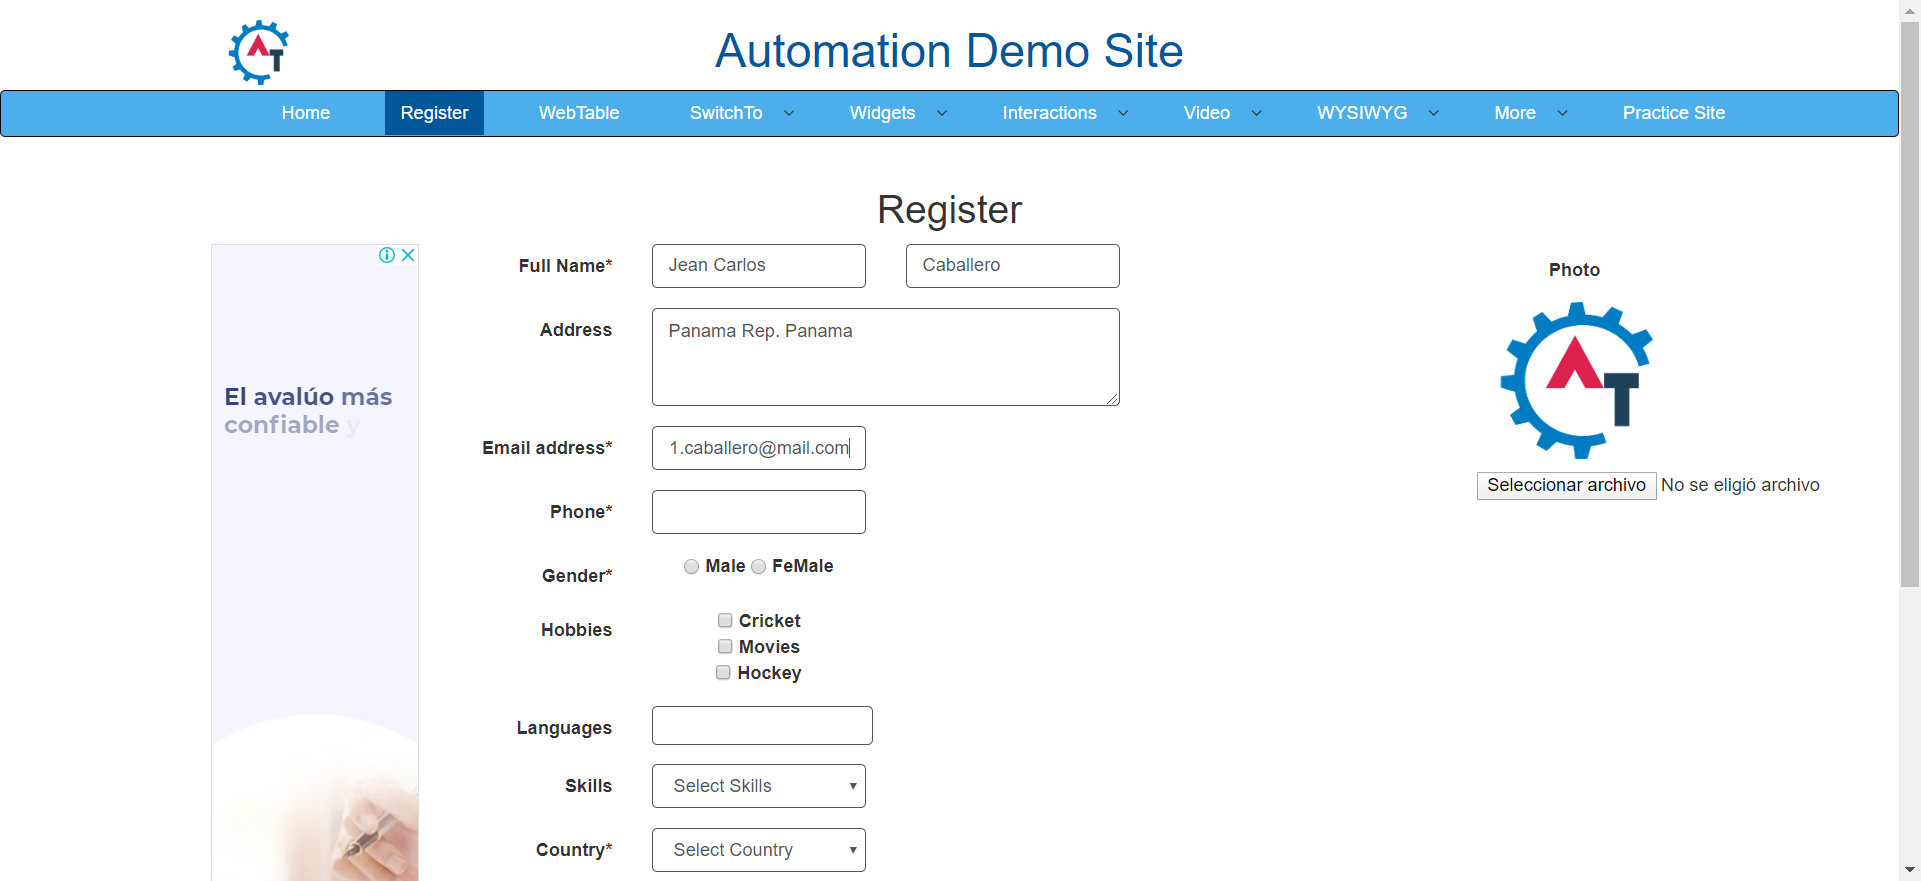 AT
Automation Demo Site
Home Register WebTable SwitchTo Widgets Interactions Video WYSIWYG More Practice Site
Register
El avalúo más
confiable y
Full Name* Jean Carlos Caballero
Address Panama Rep. Panama
Email address* 1.caballero@mail.com
Phone*
Gender* Male FeMale
Hobbies Cricket
Movies
Hockey
Languages
Skills Select Skills
Country* Select Country
Photo
AT
Seleccionar archivo No se eligió archivo